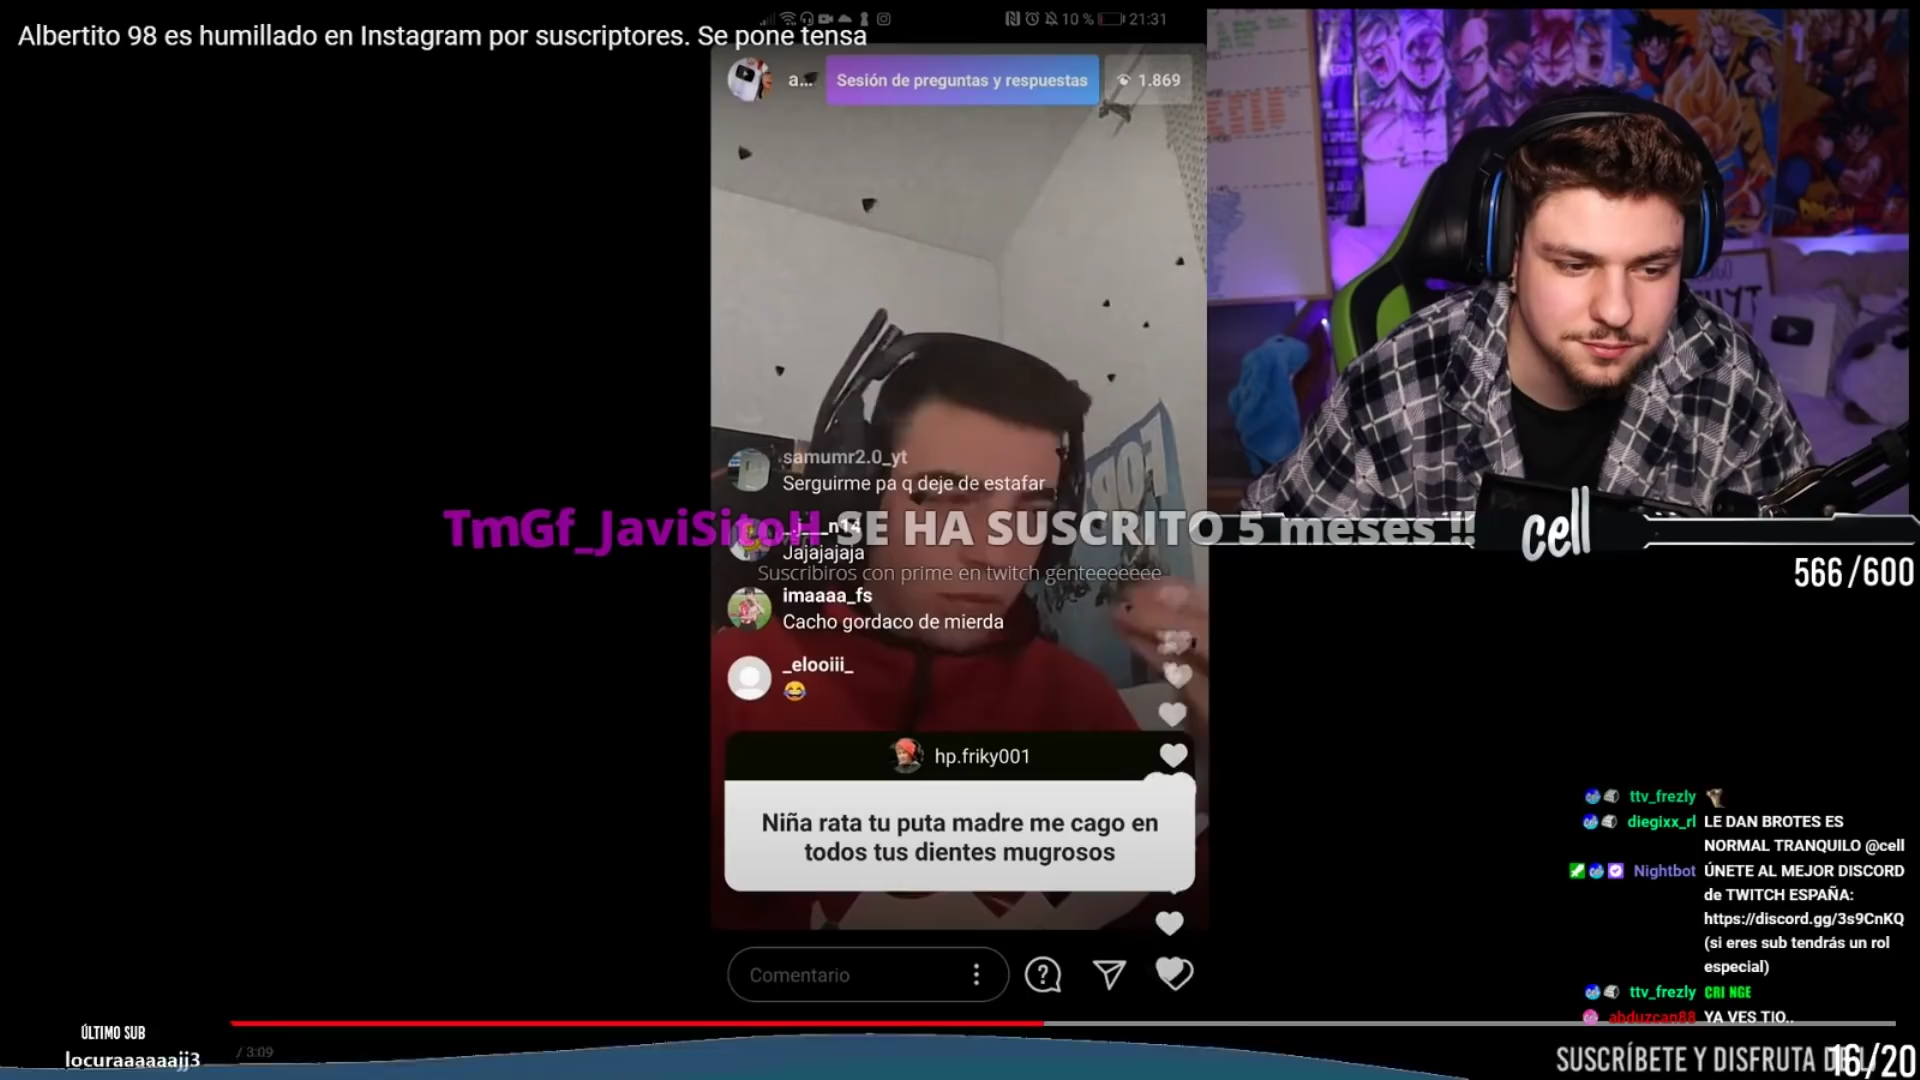 Albertito 98 es humillado en Instagram por suscriptores. Se pone tensa
10 % 21:31
a... Sesión de preguntas y respuestas 1.869
samumr2.0_yt
Serguirme pa q deje de estafar
TmGf_JaviSitoH SE HA SUSCRITO 5 meses !!
Jajajajaja
Suscribiros con prime en twitch genteeeeeee
imaaaa_fs
Cacho gordaco de mierda
_elooiii_
😂
hp.friky001
Niña rata tu puta madre me cago en
todos tus dientes mugrosos
Comentario
cell
566/600
ttv_frezly
diegixx_rl LE DAN BROTES ES
NORMAL TRANQUILO @cell
Nightbot ÚNETE AL MEJOR DISCORD
de TWITCH ESPAÑA:
https://discord.gg/3s9CnKQ
(si eres sub tendrás un rol
especial)
ttv_frezly CRINGE
abduzcan88 YA VES TIO..
ÚLTIMO SUB
locuraaaaaajj3
/ 3:09
SUSCRÍBETE Y DISFRUTA DE
16/20